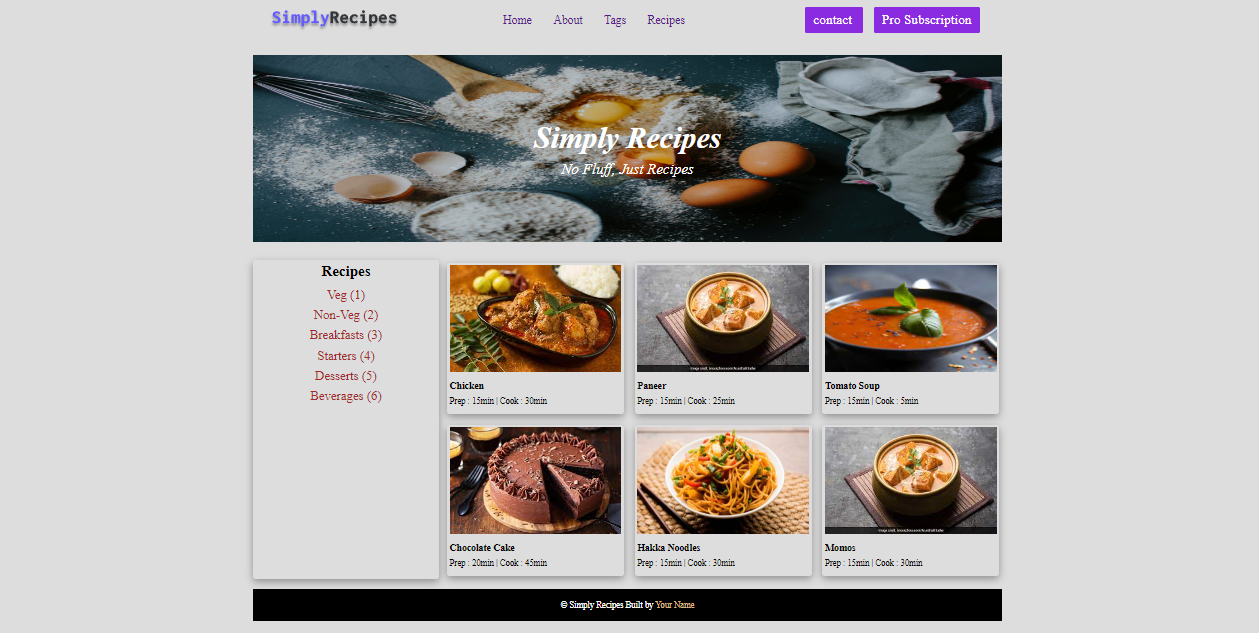 SimplyRecipes
Home About Tags Recipes
contact Pro Subscription
Simply Recipes
No Fluff, Just Recipes
Recipes
Veg (1)
Non-Veg (2)
Breakfasts (3)
Starters (4)
Desserts (5)
Beverages (6)
Chicken
Prep : 15min | Cook : 30min
Paneer
Prep : 15min | Cook : 25min
Tomato Soup
Prep : 15min | Cook : 5min
Chocolate Cake
Prep : 20min | Cook : 45min
Hakka Noodles
Prep : 15min | Cook : 30min
Momos
Prep : 15min | Cook : 30min
© Simply Recipes Built by Your Name